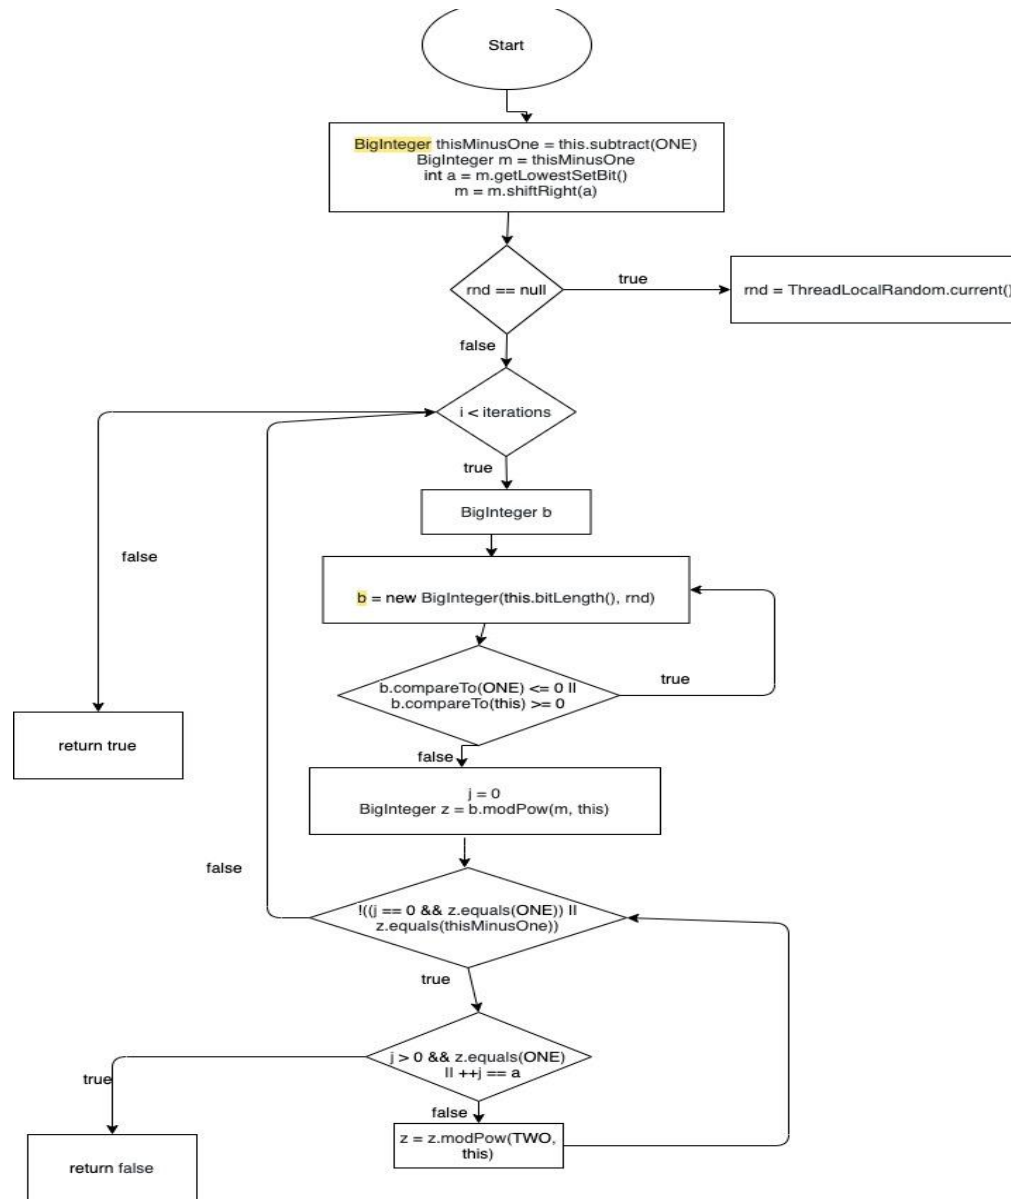 Start
BigInteger thisMinusOne = this.subtract(ONE)
BigInteger m = thisMinusOne
int a = m.getLowestSetBit()
m = m.shiftRight(a)
rnd == null
true
rnd = ThreadLocalRandom.current()
false
i < iterations
true
BigInteger b
false
b = new BigInteger(this.bitLength(), rnd)
b.compareTo(ONE) <= 0 ||
b.compareTo(this) >= 0
true
return true
false
j = 0
BigInteger z = b.modPow(m, this)
false
!((j == 0 && z.equals(ONE)) ||
z.equals(thisMinusOne))
true
j > 0 && z.equals(ONE)
|| ++j == a
true
false
z = z.modPow(TWO,
this)
return false